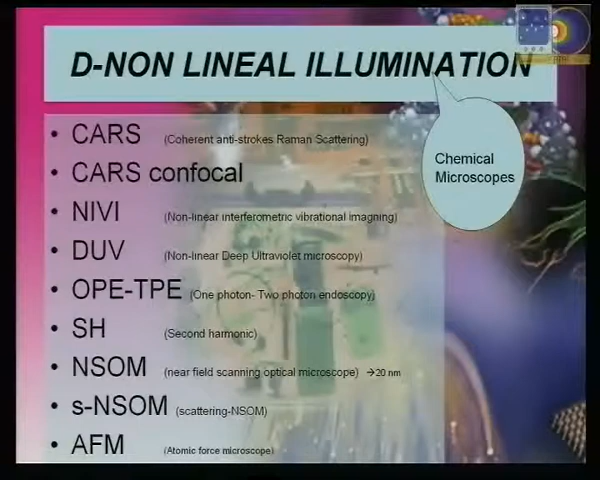 D-NON LINEAL ILLUMINATION
Chemical
Microscopes
• CARS (Coherent anti-strokes Raman Scattering)
• CARS confocal
• NIVI (Non-linear interferometric vibrational imagning)
• DUV (Non-linear Deep Ultraviolet microscopy)
• OPE-TPE (One photon- Two photon endoscopy)
• SH (Second harmonic)
• NSOM (near field scanning optical microscope) →20 nm
• s-NSOM (scattering-NSOM)
• AFM (Atomic force microscope)